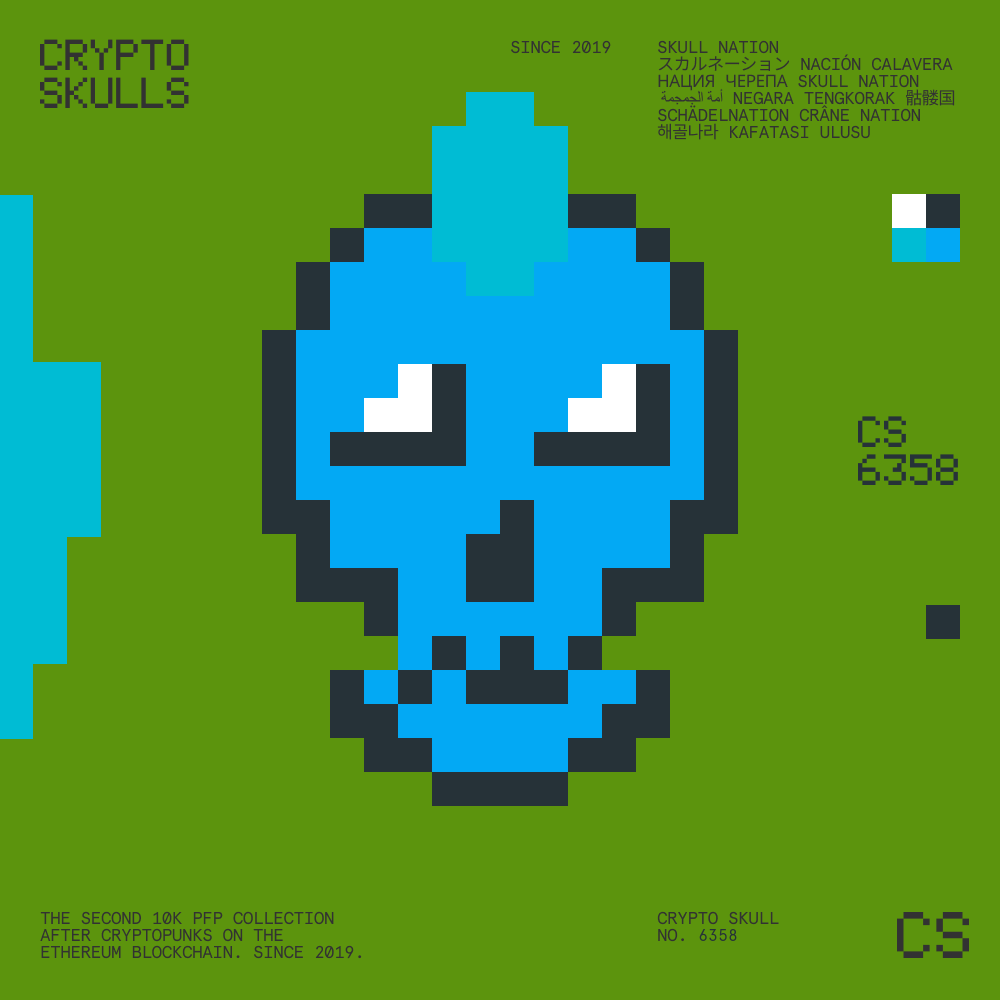 CRYPTO
SKULLS
SINCE 2019
SKULL NATION
スカルネーション NACIÓN CALAVERA
НАЦИЯ ЧЕРЕПА SKULL NATION
أمة الجمجمة NEGARA TENGKORAK 骷髅国
SCHÄDELNATION CRÂNE NATION
해골나라 KAFATASI ULUSU
CS
6358
THE SECOND 10K PFP COLLECTION
AFTER CRYPTOPUNKS ON THE
ETHEREUM BLOCKCHAIN. SINCE 2019.
CRYPTO SKULL
NO. 6358
CS